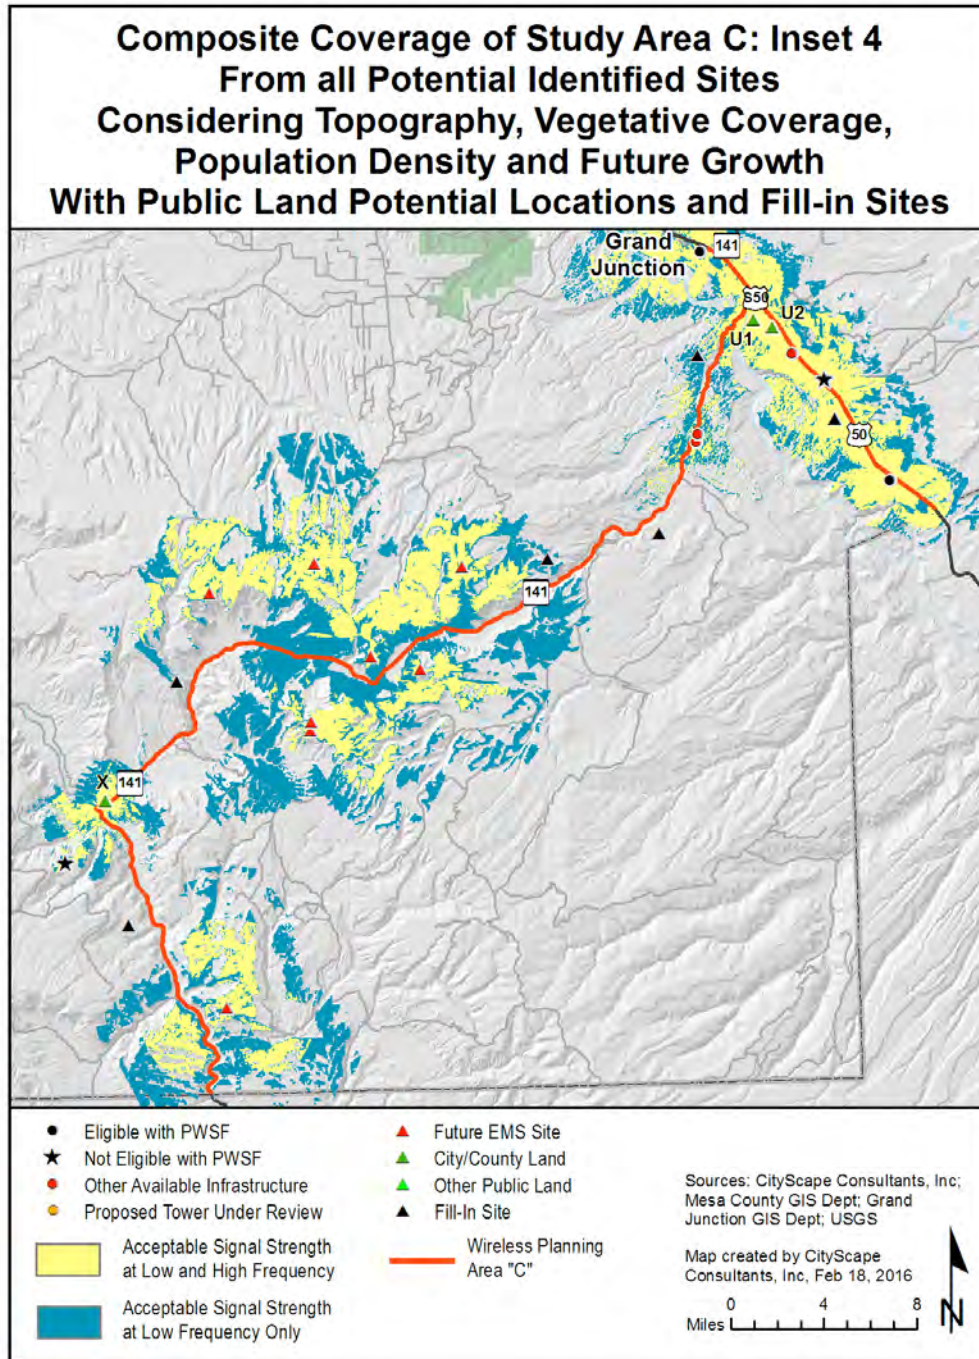 Composite Coverage of Study Area C: Inset 4
From all Potential Identified Sites
Considering Topography, Vegetative Coverage,
Population Density and Future Growth
With Public Land Potential Locations and Fill-in Sites
Grand
Junction
141
S50
U2
U1
50
141
X
141
Eligible with PWSF
Not Eligible with PWSF
Other Available Infrastructure
Proposed Tower Under Review
Future EMS Site
City/County Land
Other Public Land
Fill-In Site
Acceptable Signal Strength
at Low and High Frequency
Acceptable Signal Strength
at Low Frequency Only
Wireless Planning
Area "C"
Sources: CityScape Consultants, Inc;
Mesa County GIS Dept; Grand
Junction GIS Dept; USGS
Map created by CityScape
Consultants, Inc, Feb 18, 2016
0 4 8
Miles
N